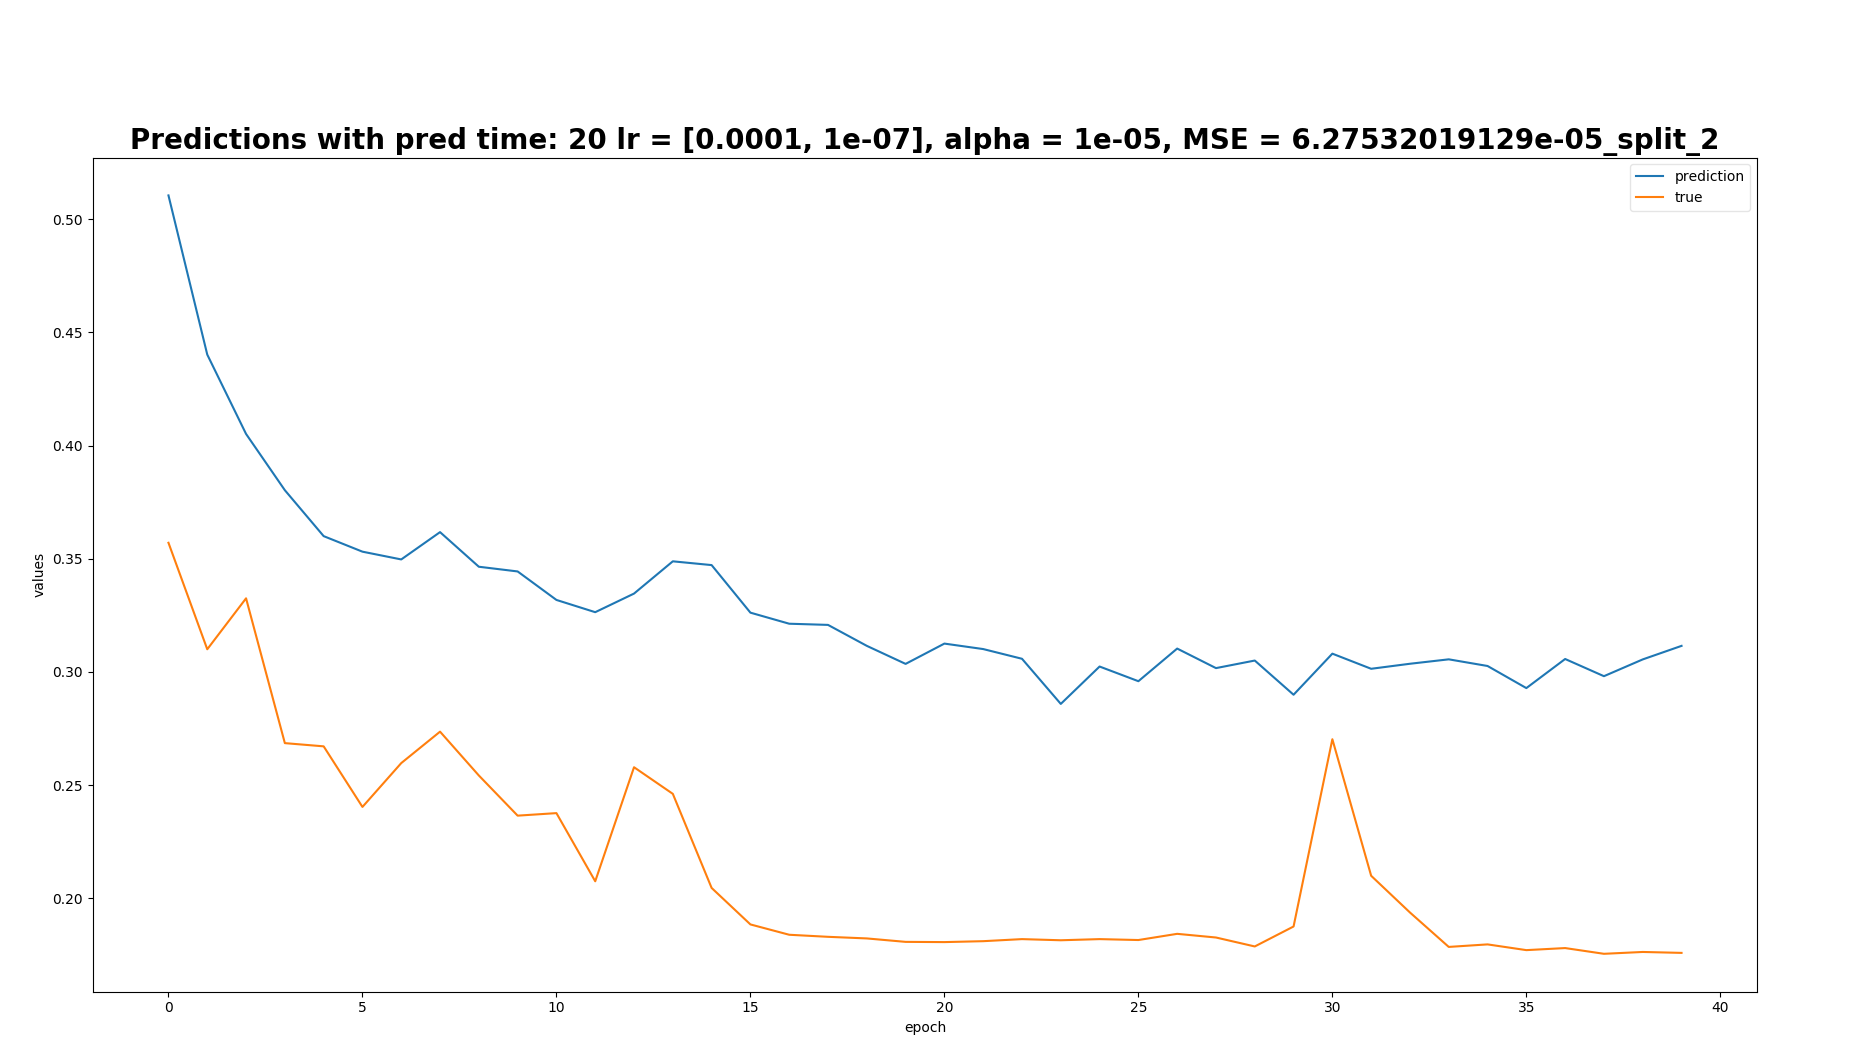 Predictions with pred time: 20 lr = [0.0001, 1e-07], alpha = 1e-05, MSE = 6.27532019129e-05_split_2
prediction
true
0.50
0.45
0.40
0.35
0.30
0.25
0.20
values
0 5 10 15 20 25 30 35 40
epoch